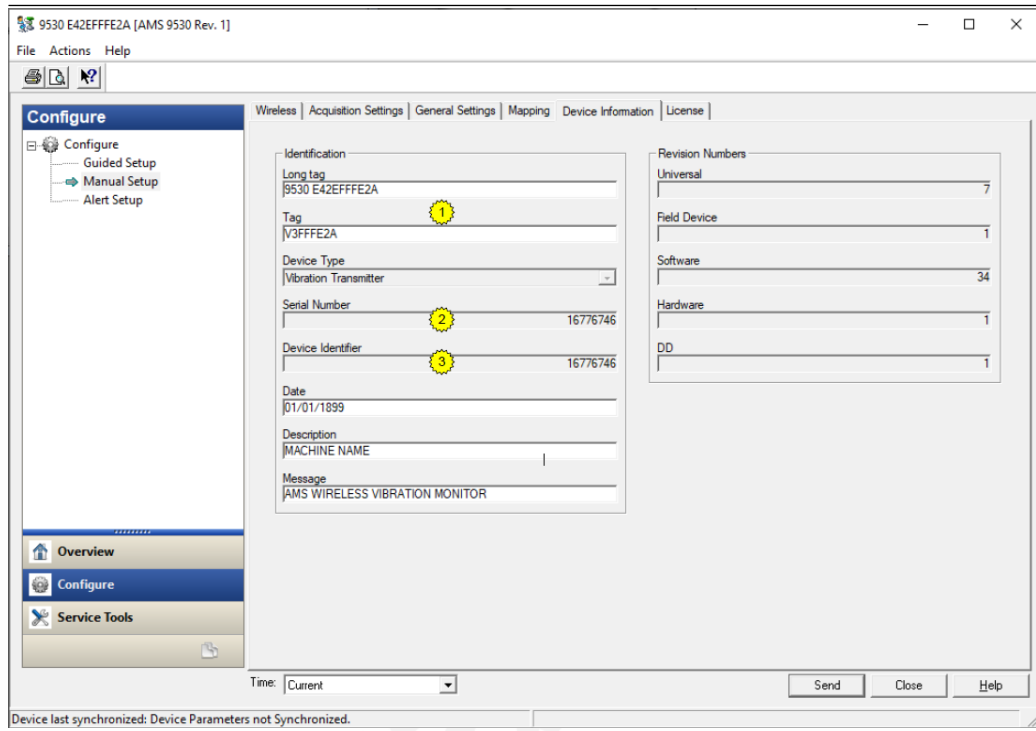 9530 E42EFFFE2A [AMS 9530 Rev. 1]
File Actions Help
Configure
Configure
Guided Setup
Manual Setup
Alert Setup
Overview
Configure
Service Tools
Wireless Acquisition Settings General Settings Mapping Device Information License
Identification
Long tag
9530 E42EFFFE2A
1
Tag
V3FFFE2A
Device Type
Vibration Transmitter
Serial Number
2 16776746
Device Identifier
3 16776746
Date
01/01/1899
Description
MACHINE NAME
Message
AMS WIRELESS VIBRATION MONITOR
Revision Numbers
Universal
7
Field Device
1
Software
34
Hardware
1
DD
1
Time: Current
Send Close Help
Device last synchronized: Device Parameters not Synchronized.